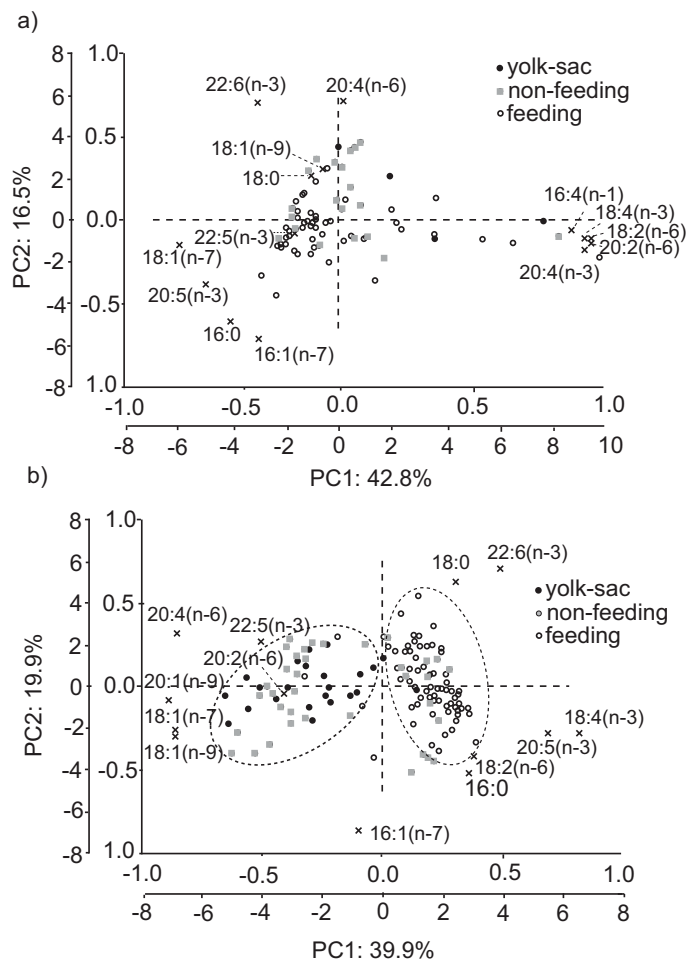 a)
8 1.0
22:6(n-3) 20:4(n-6) yolk-sac
6 non-feeding
0.5 feeding
4 18:1(n-9)
2 18:0 16:4(n-1)
18:4(n-3)
0 0.0 18:2(n-6)
22:5(n-3) 20:2(n-6)
-2 18:1(n-7) 20:4(n-3)
20:5(n-3)
-4 -0.5
16:0
-6 16:1(n-7)
-8 1.0
PC2: 16.5%
-1.0 -0.5 0.0 0.5 1.0
-8 -6 -4 -2 0 2 4 6 8 10
PC1: 42.8%
b)
8 1.0
18:0 22:6(n-3)
6 yolk-sac
20:4(n-6) 0.5 22:5(n-3) non-feeding
4 feeding
2 20:2(n-6)
20:1(n-9) 0 0.0
18:1(n-7) -2 18:4(n-3)
18:1(n-9) 20:5(n-3)
-4 -0.5 18:2(n-6)
16:0
-6 16:1(n-7)
-8 1.0
PC2: 19.9%
-1.0 -0.5 0.0 0.5 1.0
-8 -6 -4 -2 0 2 4 6 8
PC1: 39.9%